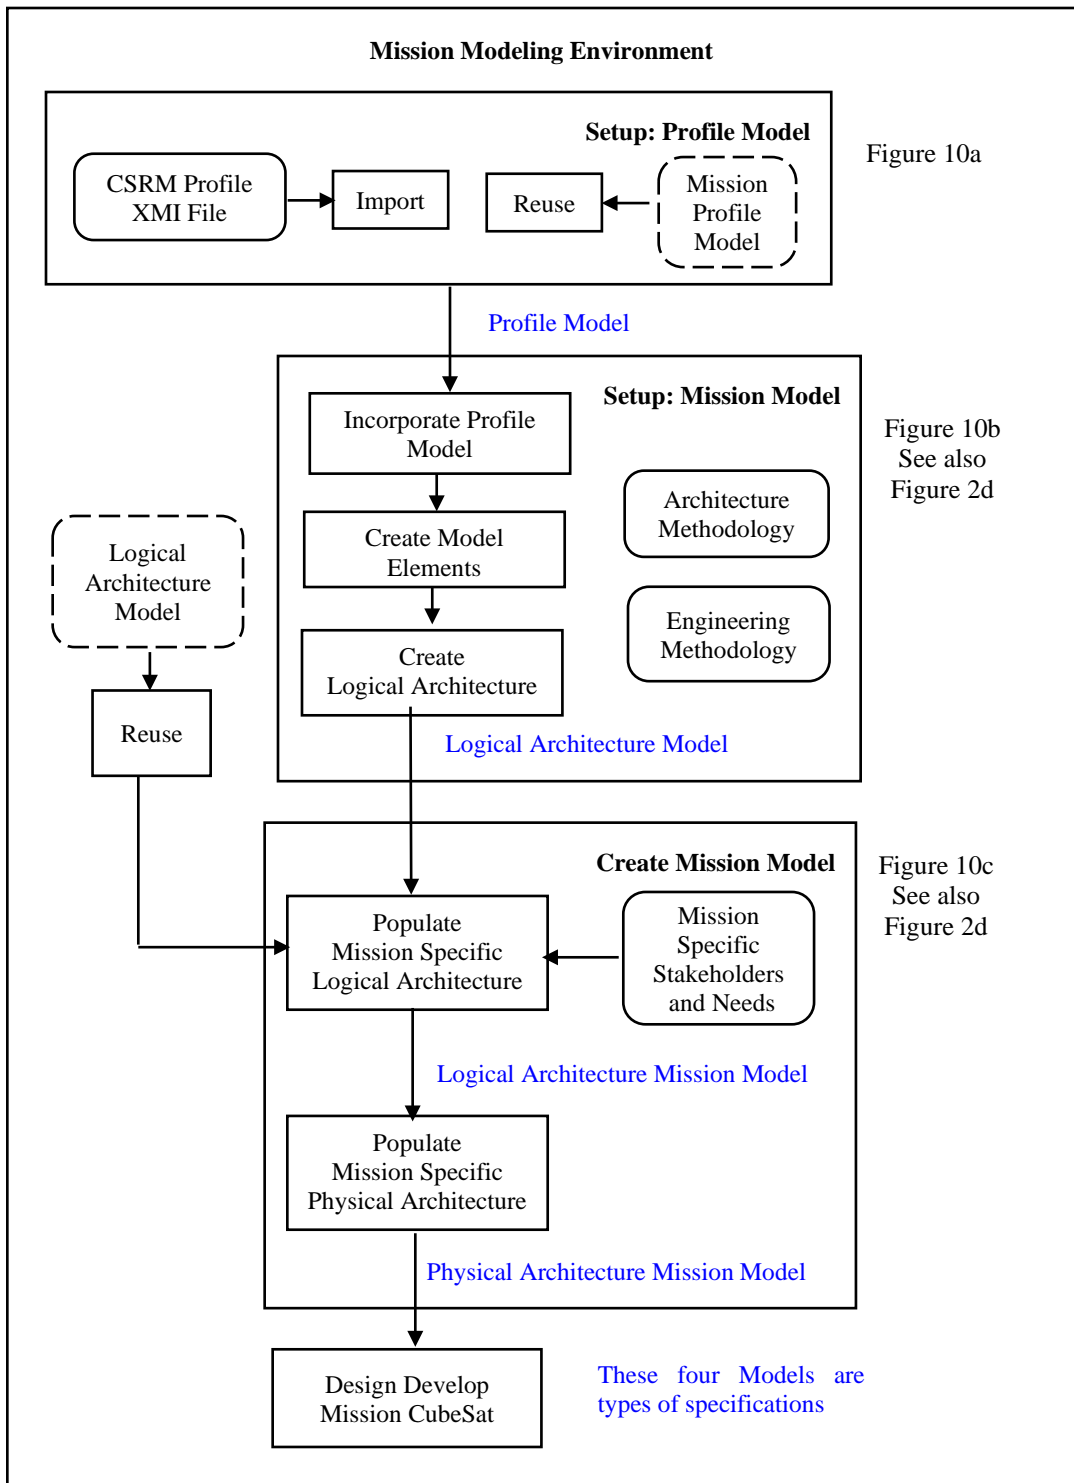 Mission Modeling Environment
Setup: Profile Model
Figure 10a
CSRM Profile
XMI File
Import
Reuse
Mission
Profile
Model
Profile Model
Setup: Mission Model
Incorporate Profile
Model
Figure 10b
See also
Figure 2d
Architecture
Methodology
Create Model
Elements
Logical
Architecture
Model
Engineering
Methodology
Create
Logical Architecture
Reuse
Logical Architecture Model
Create Mission Model
Figure 10c
See also
Figure 2d
Populate
Mission Specific
Logical Architecture
Mission
Specific
Stakeholders
and Needs
Logical Architecture Mission Model
Populate
Mission Specific
Physical Architecture
Physical Architecture Mission Model
Design Develop
Mission CubeSat
These four Models are
types of specifications